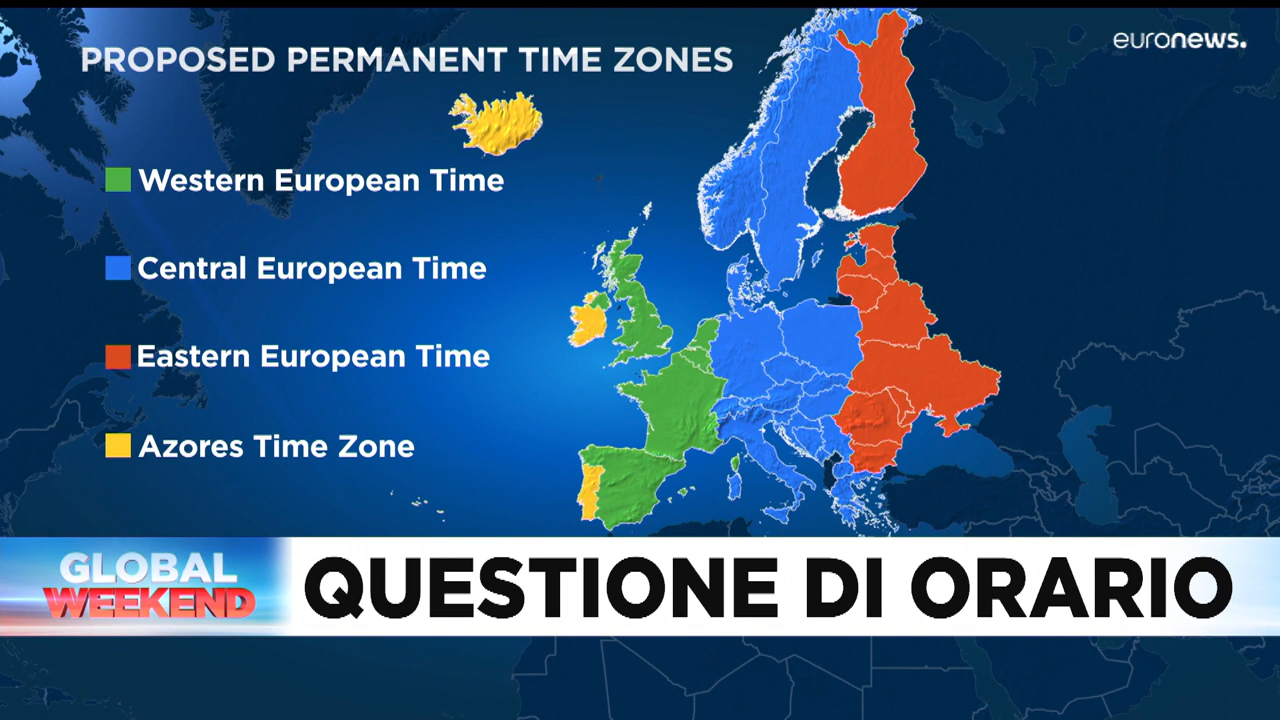 PROPOSED PERMANENT TIME ZONES
euronews.
Western European Time
Central European Time
Eastern European Time
Azores Time Zone
GLOBAL
WEEKEND
QUESTIONE DI ORARIO